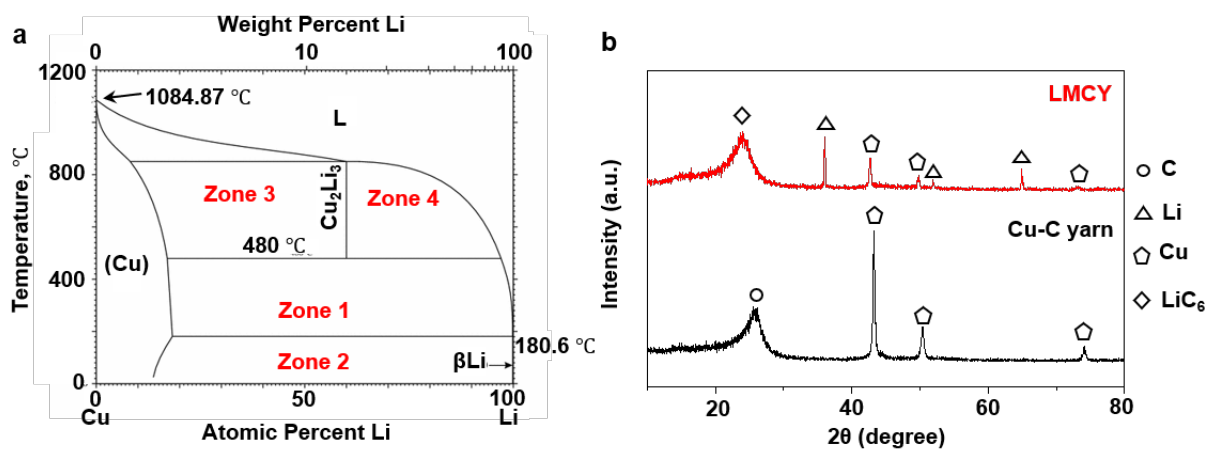 a
Weight Percent Li
0 10 100
1200
1084.87 ℃
L
800
Zone 3
Cu₂Li₃
Zone 4
480 ℃
400
(Cu)
Zone 1
180.6 ℃
Zone 2
βLi
0
0 50 100
Cu Li
Atomic Percent Li
Temperature, ℃
b
LMCY
Cu-C yarn
C
Li
Cu
LiC₆
Intensity (a.u.)
20 40 60 80
2θ (degree)